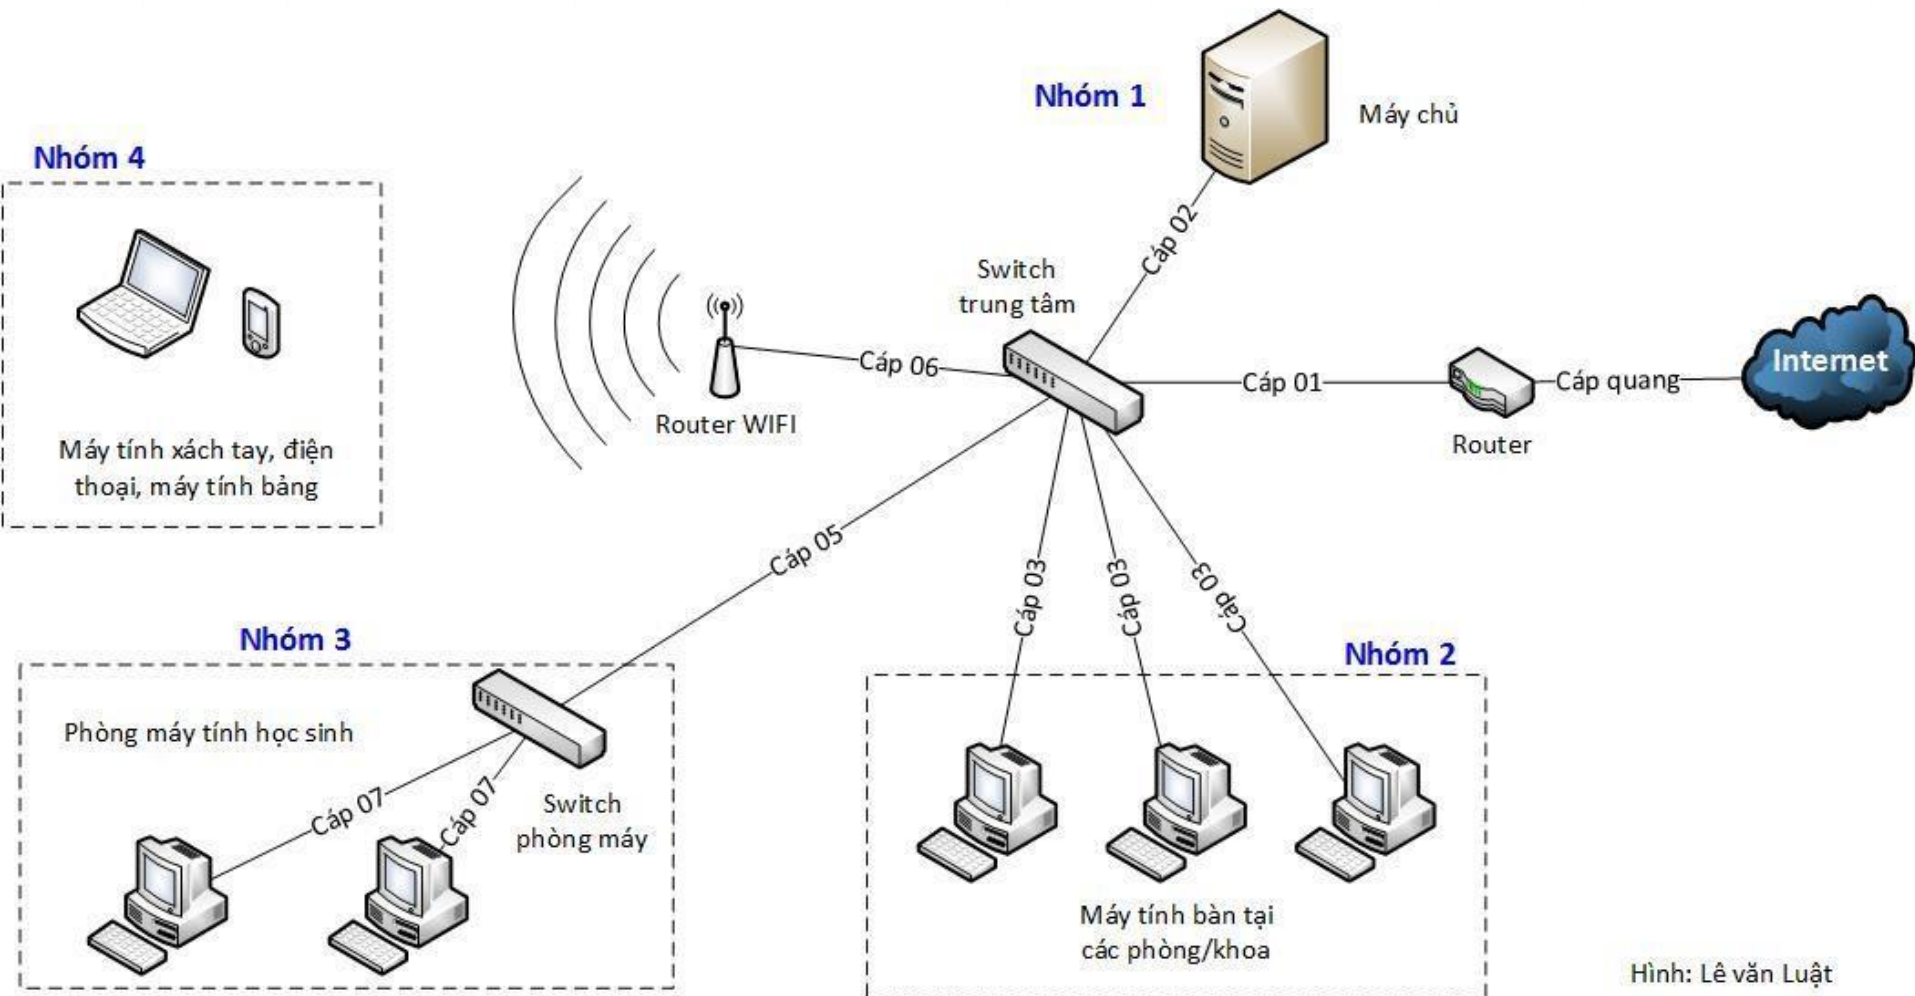 Nhóm 1
Máy chủ
Nhóm 4
Cáp 02
Switch
trung tâm
Internet
Cáp 06
Cáp 01
Cáp quang
Router WIFI
Router
Máy tính xách tay, điện
thoại, máy tính bảng
Cáp 05
Cáp 03
Cáp 03
Cáp 03
Nhóm 3
Nhóm 2
Phòng máy tính học sinh
Cáp 07
Cáp 07
Switch
phòng máy
Máy tính bàn tại
các phòng/khoa
Hình: Lê văn Luật